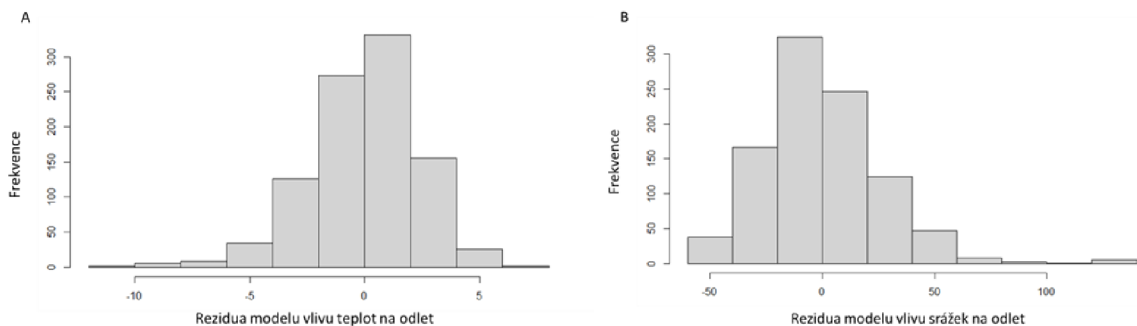 A
B
Frekvence
0 50 100 150 200 250 300
-10 -5 0 5
Rezidua modelu vlivu teplot na odlet
Frekvence
0 50 100 150 200 250 300
-50 0 50 100
Rezidua modelu vlivu srážek na odlet